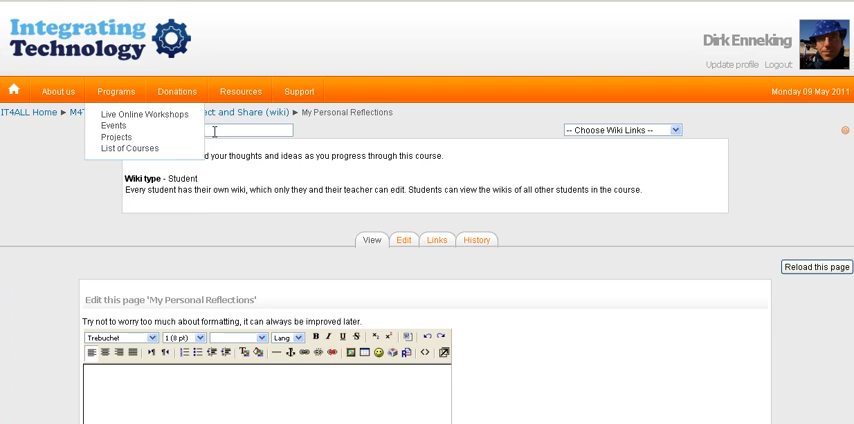 Integrating
Technology
Dirk Enneking
Update profile Logout
About us Programs Donations Resources Support Monday 09 May 2011
IT4ALL Home ► M4T ect and Share (wiki) ► My Personal Reflections
Live Online Workshops
Events
Projects
List of Courses
-- Choose Wiki Links --
d your thoughts and ideas as you progress through this course.
Wiki type - Student
Every student has their own wiki, which only they and their teacher can edit. Students can view the wikis of all other students in the course.
View Edit Links History
Reload this page
Edit this page 'My Personal Reflections'
Try not to worry too much about formatting, it can always be improved later.
Trebuchet 1 (8 pt) Lang B I U S